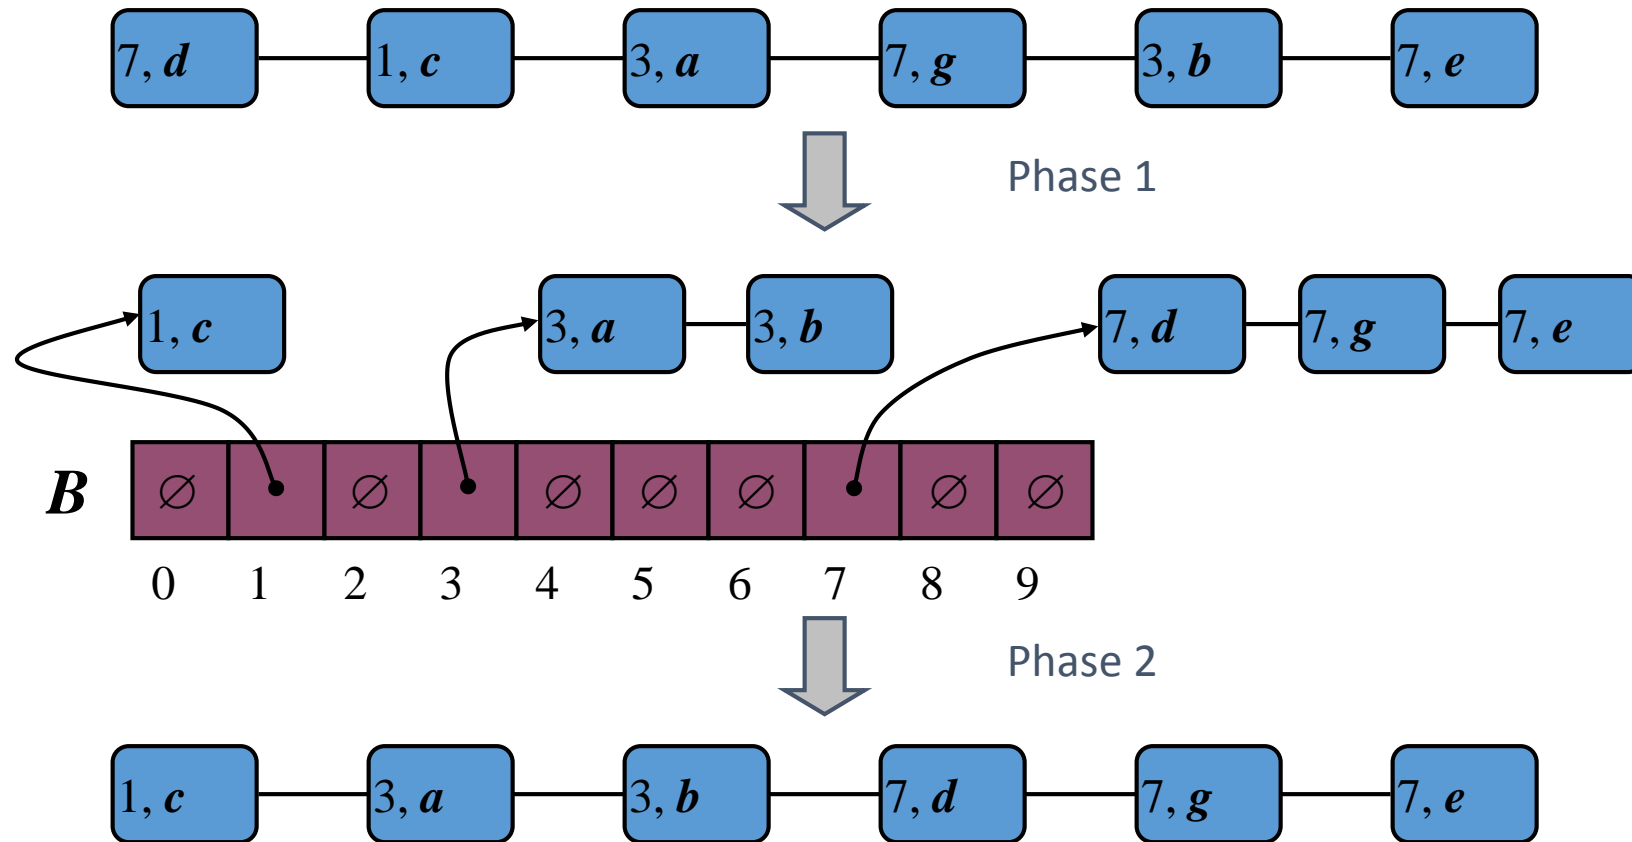 7, d 1, c 3, a 7, g 3, b 7, e
Phase 1
1, c 3, a 3, b 7, d 7, g 7, e
B ∅ ∅ ∅ ∅ ∅ ∅ ∅
0 1 2 3 4 5 6 7 8 9
Phase 2
1, c 3, a 3, b 7, d 7, g 7, e